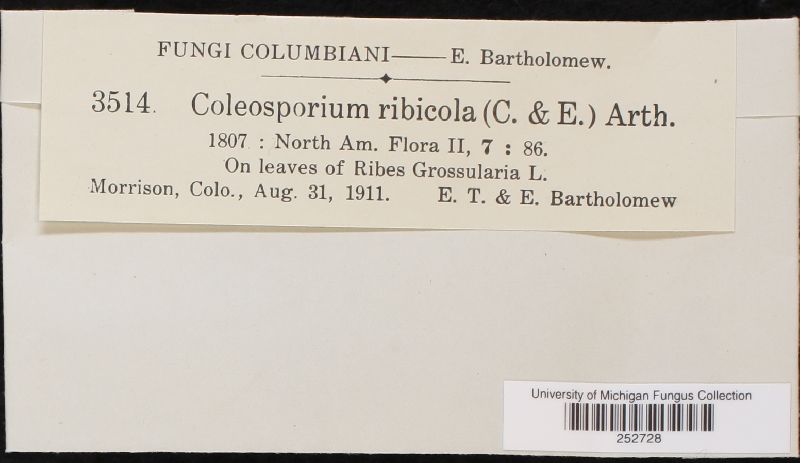 FUNGI COLUMBIANI—— E. Bartholomew.
3514. Coleosporium ribicola (C. & E.) Arth.
1807 : North Am. Flora II, 7 : 86.
On leaves of Ribes Grossularia L.
Morrison, Colo., Aug. 31, 1911. E. T. & E. Bartholomew
University of Michigan Fungus Collection
252728